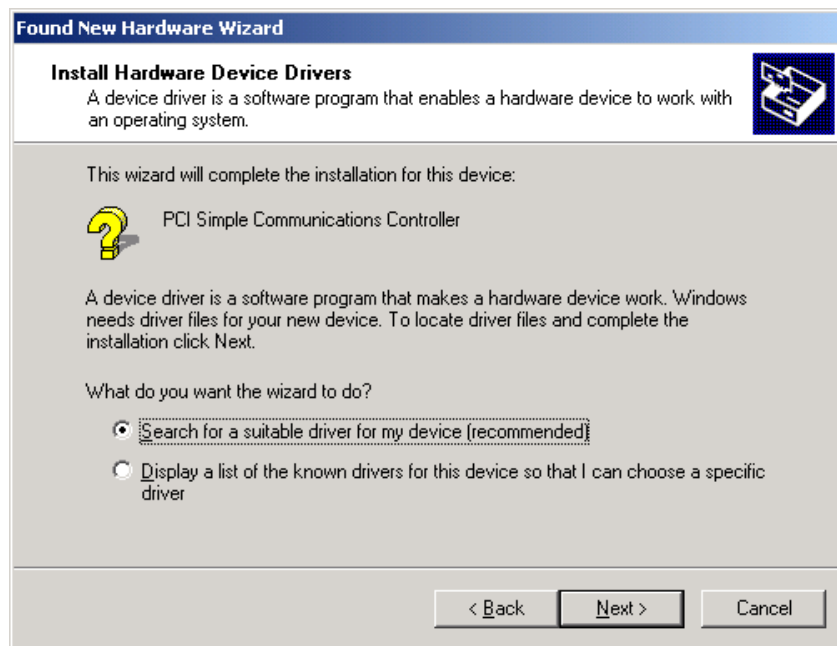 Found New Hardware Wizard
Install Hardware Device Drivers
A device driver is a software program that enables a hardware device to work with
an operating system.
This wizard will complete the installation for this device:
PCI Simple Communications Controller
A device driver is a software program that makes a hardware device work. Windows
needs driver files for your new device. To locate driver files and complete the
installation click Next.
What do you want the wizard to do?
Search for a suitable driver for my device (recommended)
Display a list of the known drivers for this device so that I can choose a specific
driver
< Back Next > Cancel